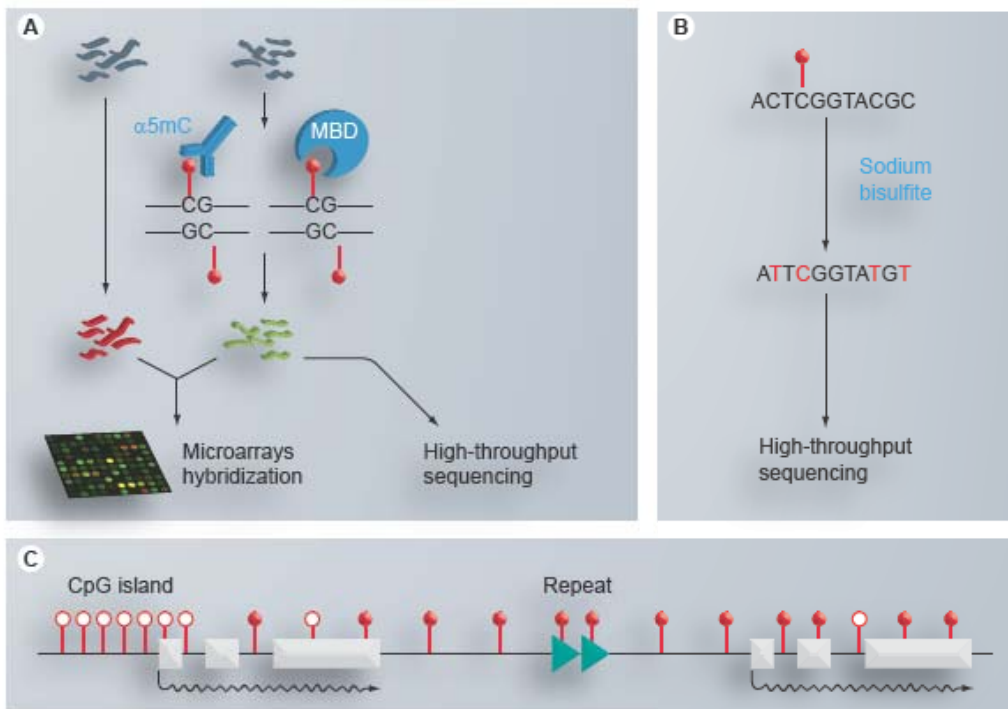 A
α5mC
MBD
CG
GC
CG
GC
Microarrays
hybridization
High-throughput
sequencing
B
ACTCGGTACGC
Sodium
bisulfite
ATTCGGTATGT
High-throughput
sequencing
C
CpG island
Repeat